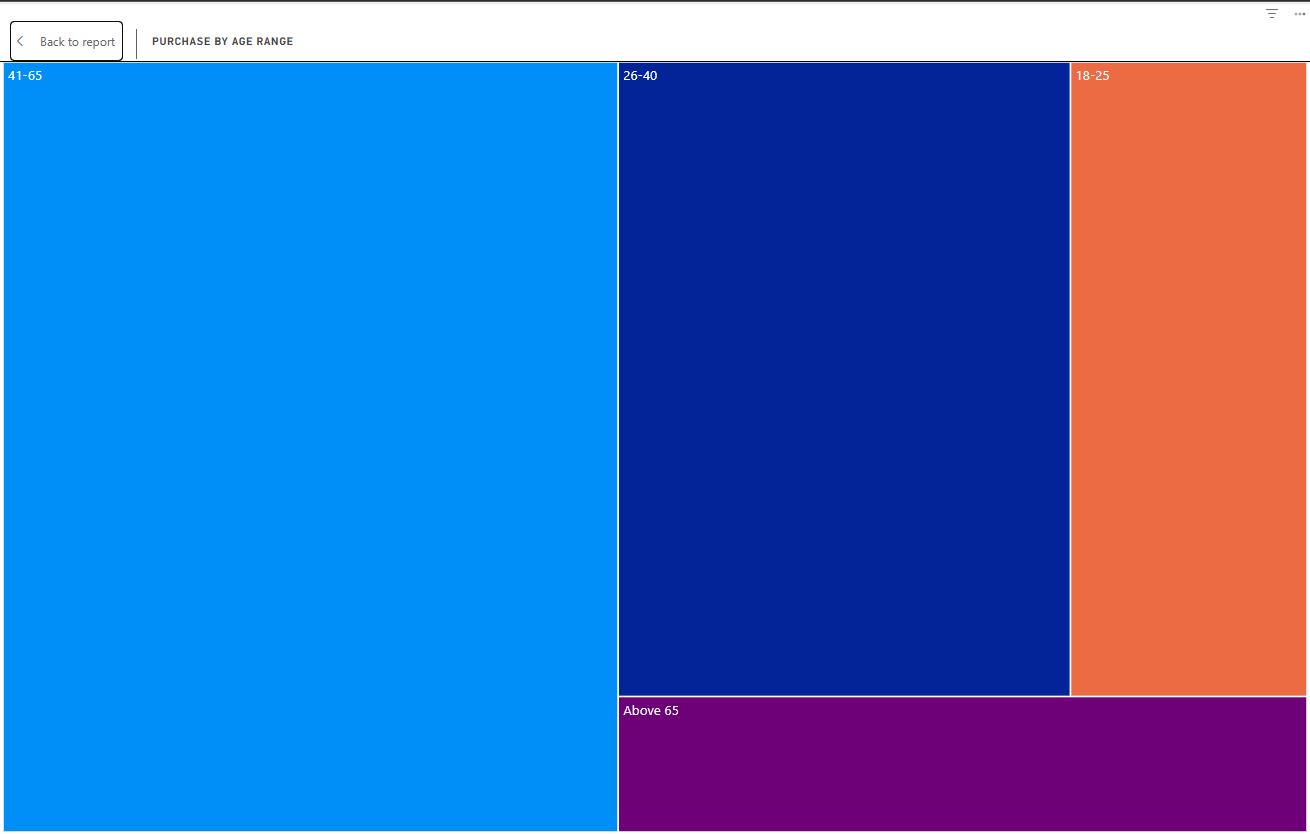 Back to report
PURCHASE BY AGE RANGE
41-65
26-40
18-25
Above 65